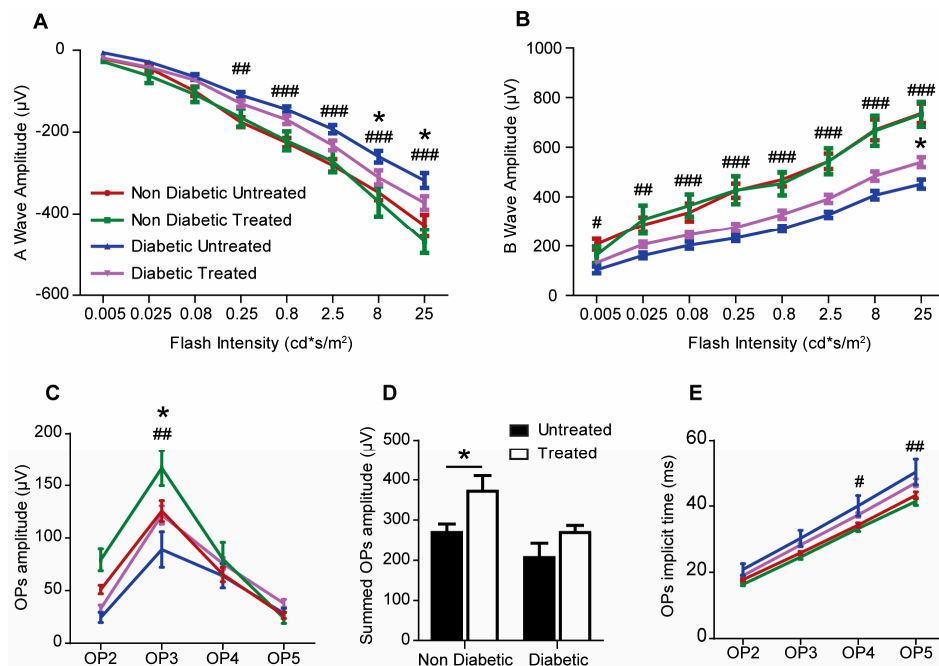 A
0
-200
-400
-600
A Wave Amplitude (µV)
##
###
###
*
###
*
###
Non Diabetic Untreated
Non Diabetic Treated
Diabetic Untreated
Diabetic Treated
0.005 0.025 0.08 0.25 0.8 2.5 8 25
Flash Intensity (cd*s/m²)
B
1000
800
600
400
200
0
B Wave Amplitude (µV)
#
##
###
###
###
###
###
###
*
0.005 0.025 0.08 0.25 0.8 2.5 8 25
Flash Intensity (cd*s/m²)
C
200
150
100
50
0
OPs amplitude (µV)
*
##
OP2 OP3 OP4 OP5
D
Untreated
Treated
500
400
300
200
100
0
Summed OPs amplitude (µV)
*
Non Diabetic Diabetic
E
60
40
20
0
OPs implicit time (ms)
#
##
OP2 OP3 OP4 OP5